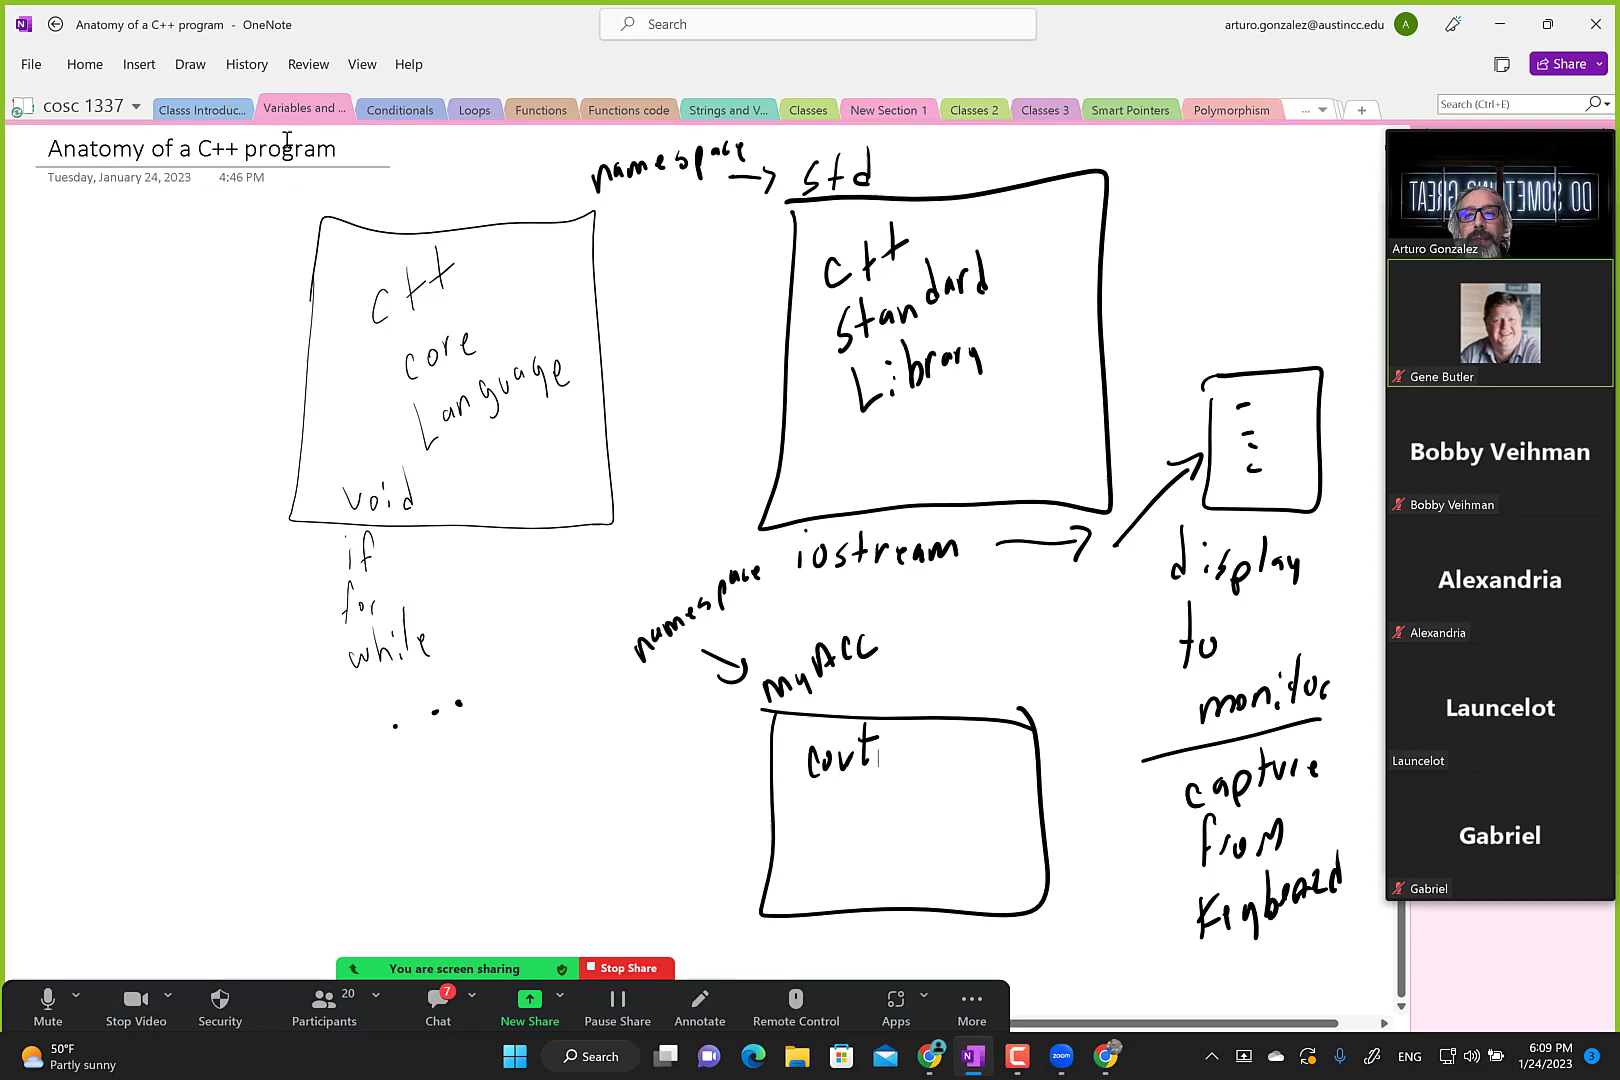 Anatomy of a C++ program - OneNote
Search
arturo.gonzalez@austincc.edu
A
File Home Insert Draw History Review View Help
Share
cosc 1337
Classs Introduc...
Variables and ...
Conditionals
Loops
Functions
Functions code
Strings and V...
Classes
New Section 1
Classes 2
Classes 3
Smart Pointers
Polymorphism
...
Search (Ctrl+E)
Anatomy of a C++ program
Tuesday, January 24, 2023 4:46 PM
namespace
std
C++
core
Language
void
if
for
while
...
C++
Standard
Library
iostream
display
to
monitor
capture
from
Keyboard
namespace
myACC
cout
DO SOMETHING GREAT
Arturo Gonzalez
Gene Butler
Bobby Veihman
Bobby Veihman
Alexandria
Alexandria
Launcelot
Launcelot
Gabriel
Gabriel
You are screen sharing
Stop Share
Mute
Stop Video
Security
20
Participants
7
Chat
New Share
Pause Share
Annotate
Remote Control
Apps
More
50°F
Partly sunny
Search
zoom
ENG
6:09 PM
1/24/2023
3